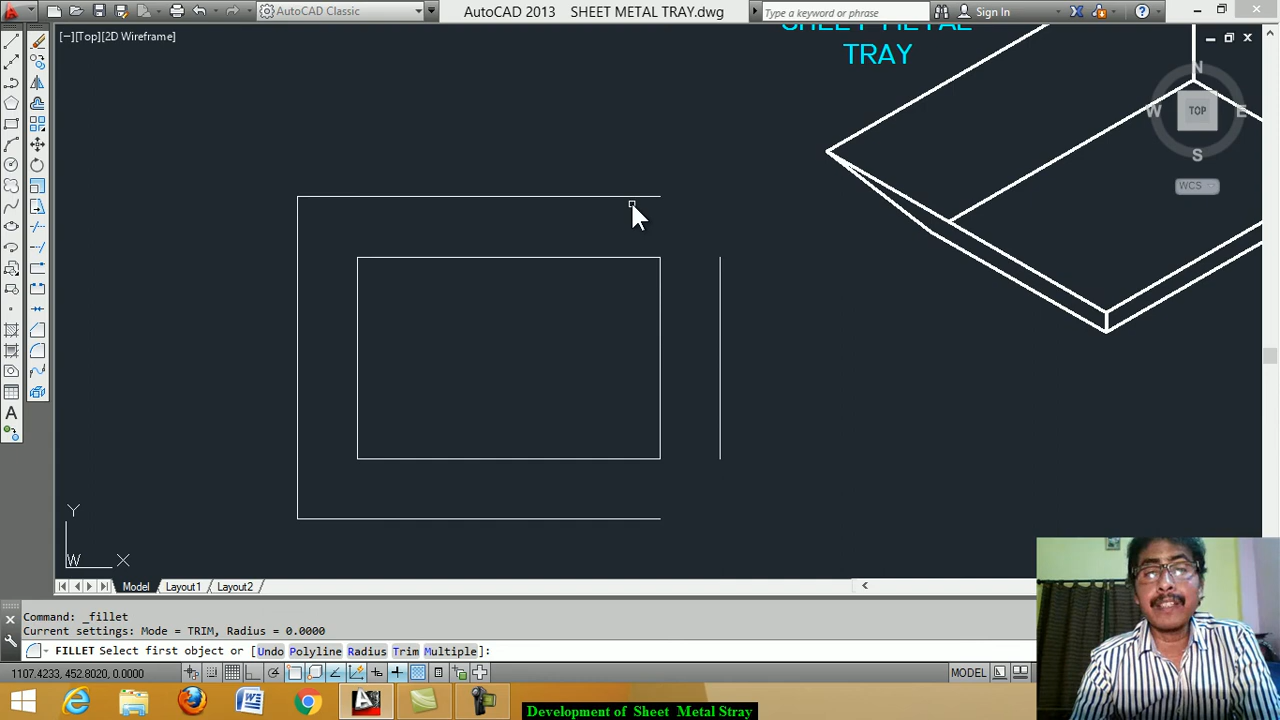 AutoCAD Classic
AutoCAD 2013 SHEET METAL TRAY.dwg
Type a keyword or phrase
Sign In
[−][Top][2D Wireframe]
SHEET METAL
TRAY
N
W TOP E
S
WCS
A
Y
W X
Model Layout1 Layout2
Command: _fillet
Current settings: Mode = TRIM, Radius = 0.0000
FILLET Select first object or [Undo Polyline Radius Trim Multiple]:
1107.4233, 452.8020, 0.0000
MODEL
Development of Sheet Metal Stray